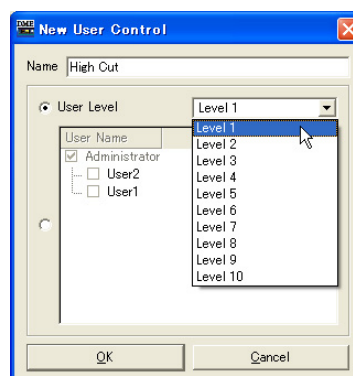 DME New User Control
Name High Cut
User Level Level 1
Level 1
User Name
Level 2
Administrator
Level 3
User2
Level 4
User1
Level 5
Level 6
Level 7
Level 8
Level 9
Level 10
OK Cancel